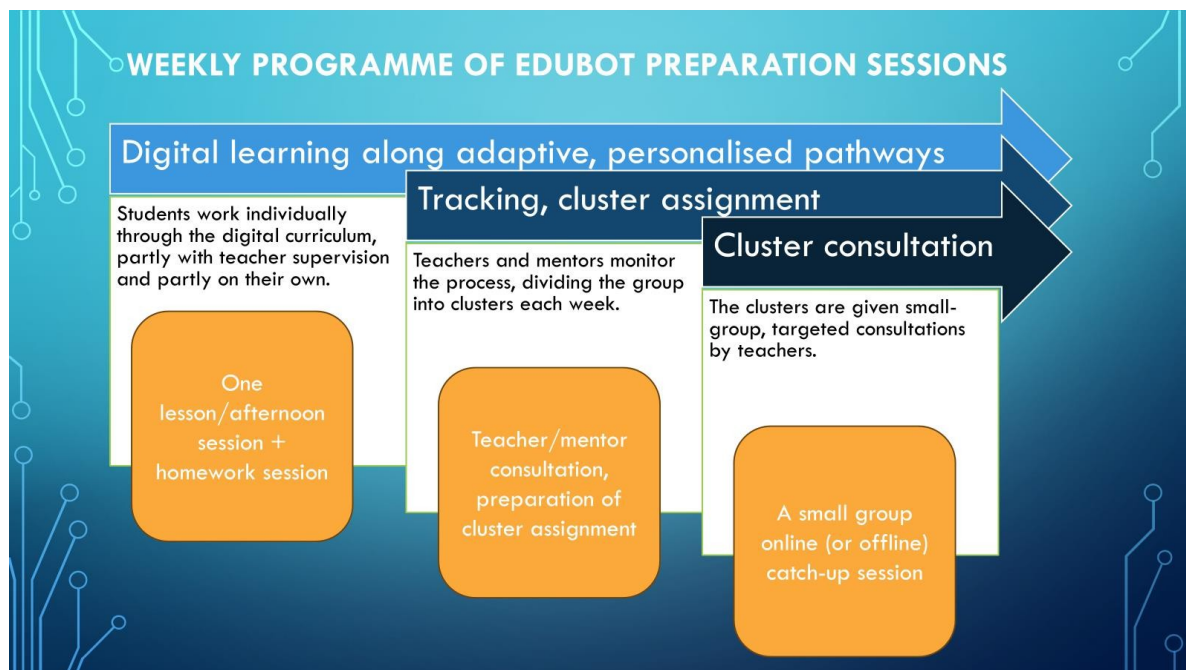 WEEKLY PROGRAMME OF EDUBOT PREPARATION SESSIONS
Digital learning along adaptive, personalised pathways
Students work individually
through the digital curriculum,
partly with teacher supervision
and partly on their own.
One
lesson/afternoon
session +
homework session
Tracking, cluster assignment
Teachers and mentors monitor
the process, dividing the group
into clusters each week.
Teacher/mentor
consultation,
preparation of
cluster assignment
Cluster consultation
The clusters are given small-
group, targeted consultations
by teachers.
A small group
online (or offline)
catch-up session